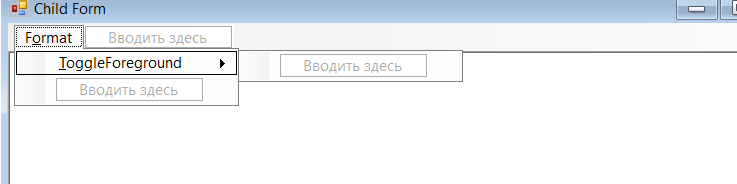 Child Form
Format Вводить здесь
ToggleForeground Вводить здесь
Вводить здесь